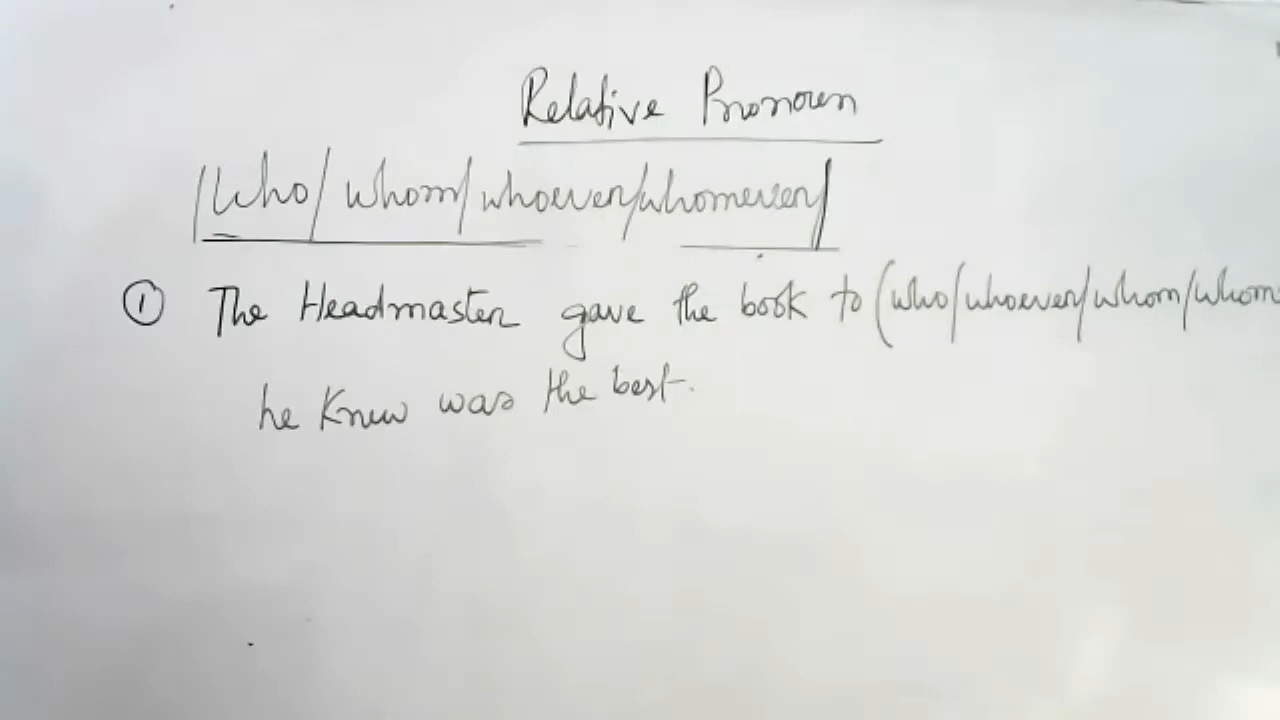 Relative Pronoun
/Who/ whom/ whoever/whomever/
① The Headmaster gave the book to (who/whoever/whom/whom
he knew was the best.